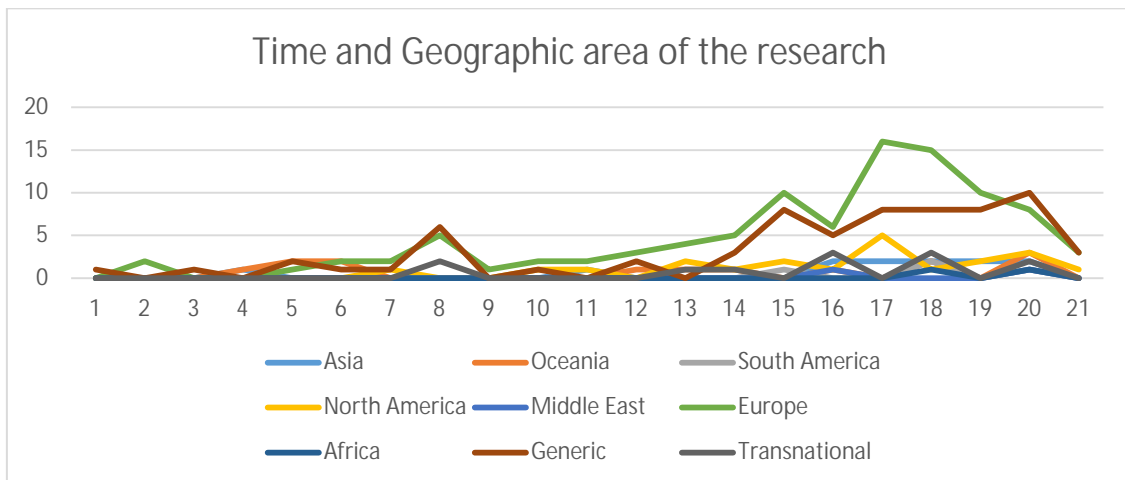 Time and Geographic area of the research
20
15
10
5
0
1 2 3 4 5 6 7 8 9 10 11 12 13 14 15 16 17 18 19 20 21
Asia Oceania South America
North America Middle East Europe
Africa Generic Transnational